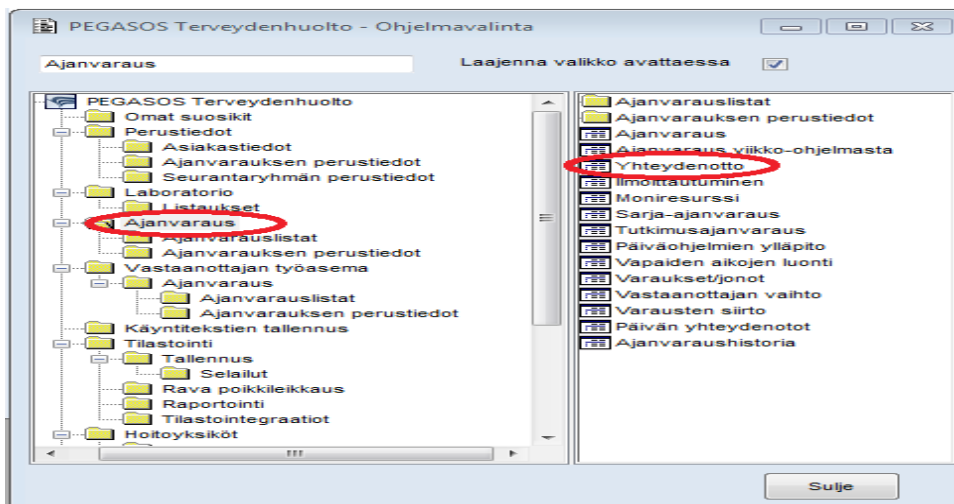 PEGASOS Terveydenhuolto - Ohjelmavalinta
Ajanvaraus
Laajenna valikko avattaessa
PEGASOS Terveydenhuolto
Omat suosikit
Perustiedot
Asiakastiedot
Ajanvarauksen perustiedot
Seurantaryhmän perustiedot
Laboratorio
Listaukset
Ajanvaraus
Ajanvarauslistat
Ajanvarauksen perustiedot
Vastaanottajan työasema
Ajanvaraus
Ajanvarauslistat
Ajanvarauksen perustiedot
Käyntitekstien tallennus
Tilastointi
Tallennus
Selailut
Rava poikkileikkaus
Raportointi
Tilastointegraatiot
Hoitoyksiköt
Ajanvarauslistat
Ajanvarauksen perustiedot
Ajanvaraus
Ajanvaraus viikko-ohjelmasta
Yhteydenotto
Ilmoittautuminen
Moniresurssi
Sarja-ajanvaraus
Tutkimusajanvaraus
Päiväohjelmien ylläpito
Vapaiden aikojen luonti
Varaukset/jonot
Vastaanottajan vaihto
Varausten siirto
Päivän yhteydenotot
Ajanvaraushistoria
Sulje